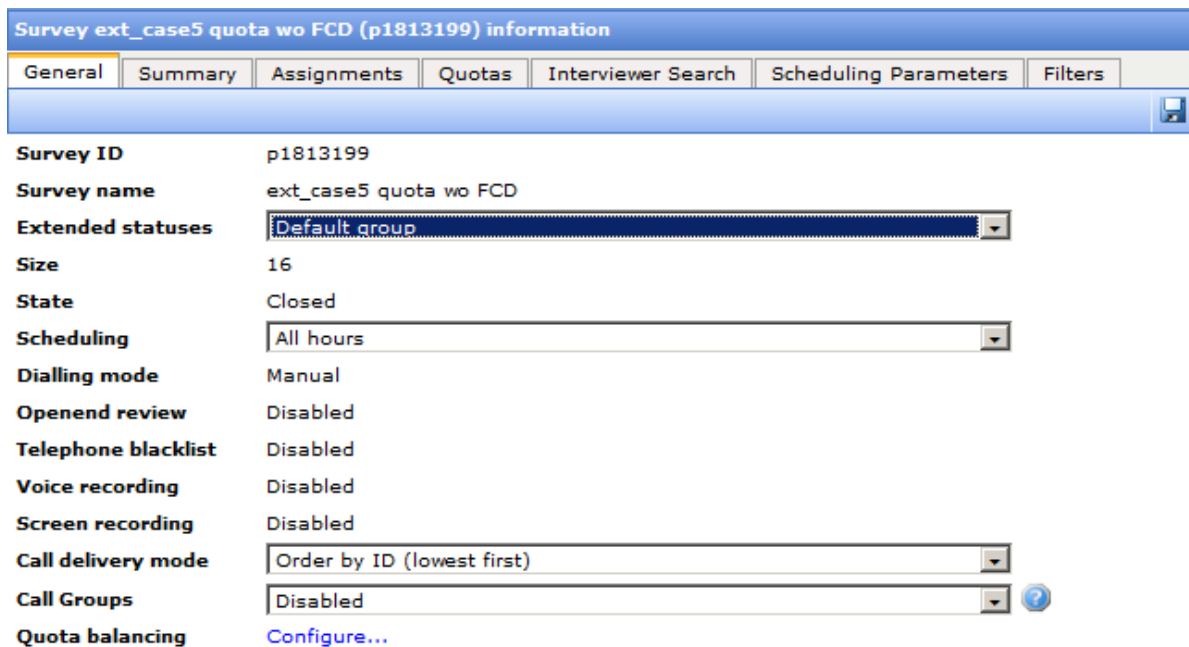 Survey ext_case5 quota wo FCD (p1813199) information
General Summary Assignments Quotas Interviewer Search Scheduling Parameters Filters
Survey ID p1813199
Survey name ext_case5 quota wo FCD
Extended statuses Default group
Size 16
State Closed
Scheduling All hours
Dialling mode Manual
Openend review Disabled
Telephone blacklist Disabled
Voice recording Disabled
Screen recording Disabled
Call delivery mode Order by ID (lowest first)
Call Groups Disabled ?
Quota balancing Configure...